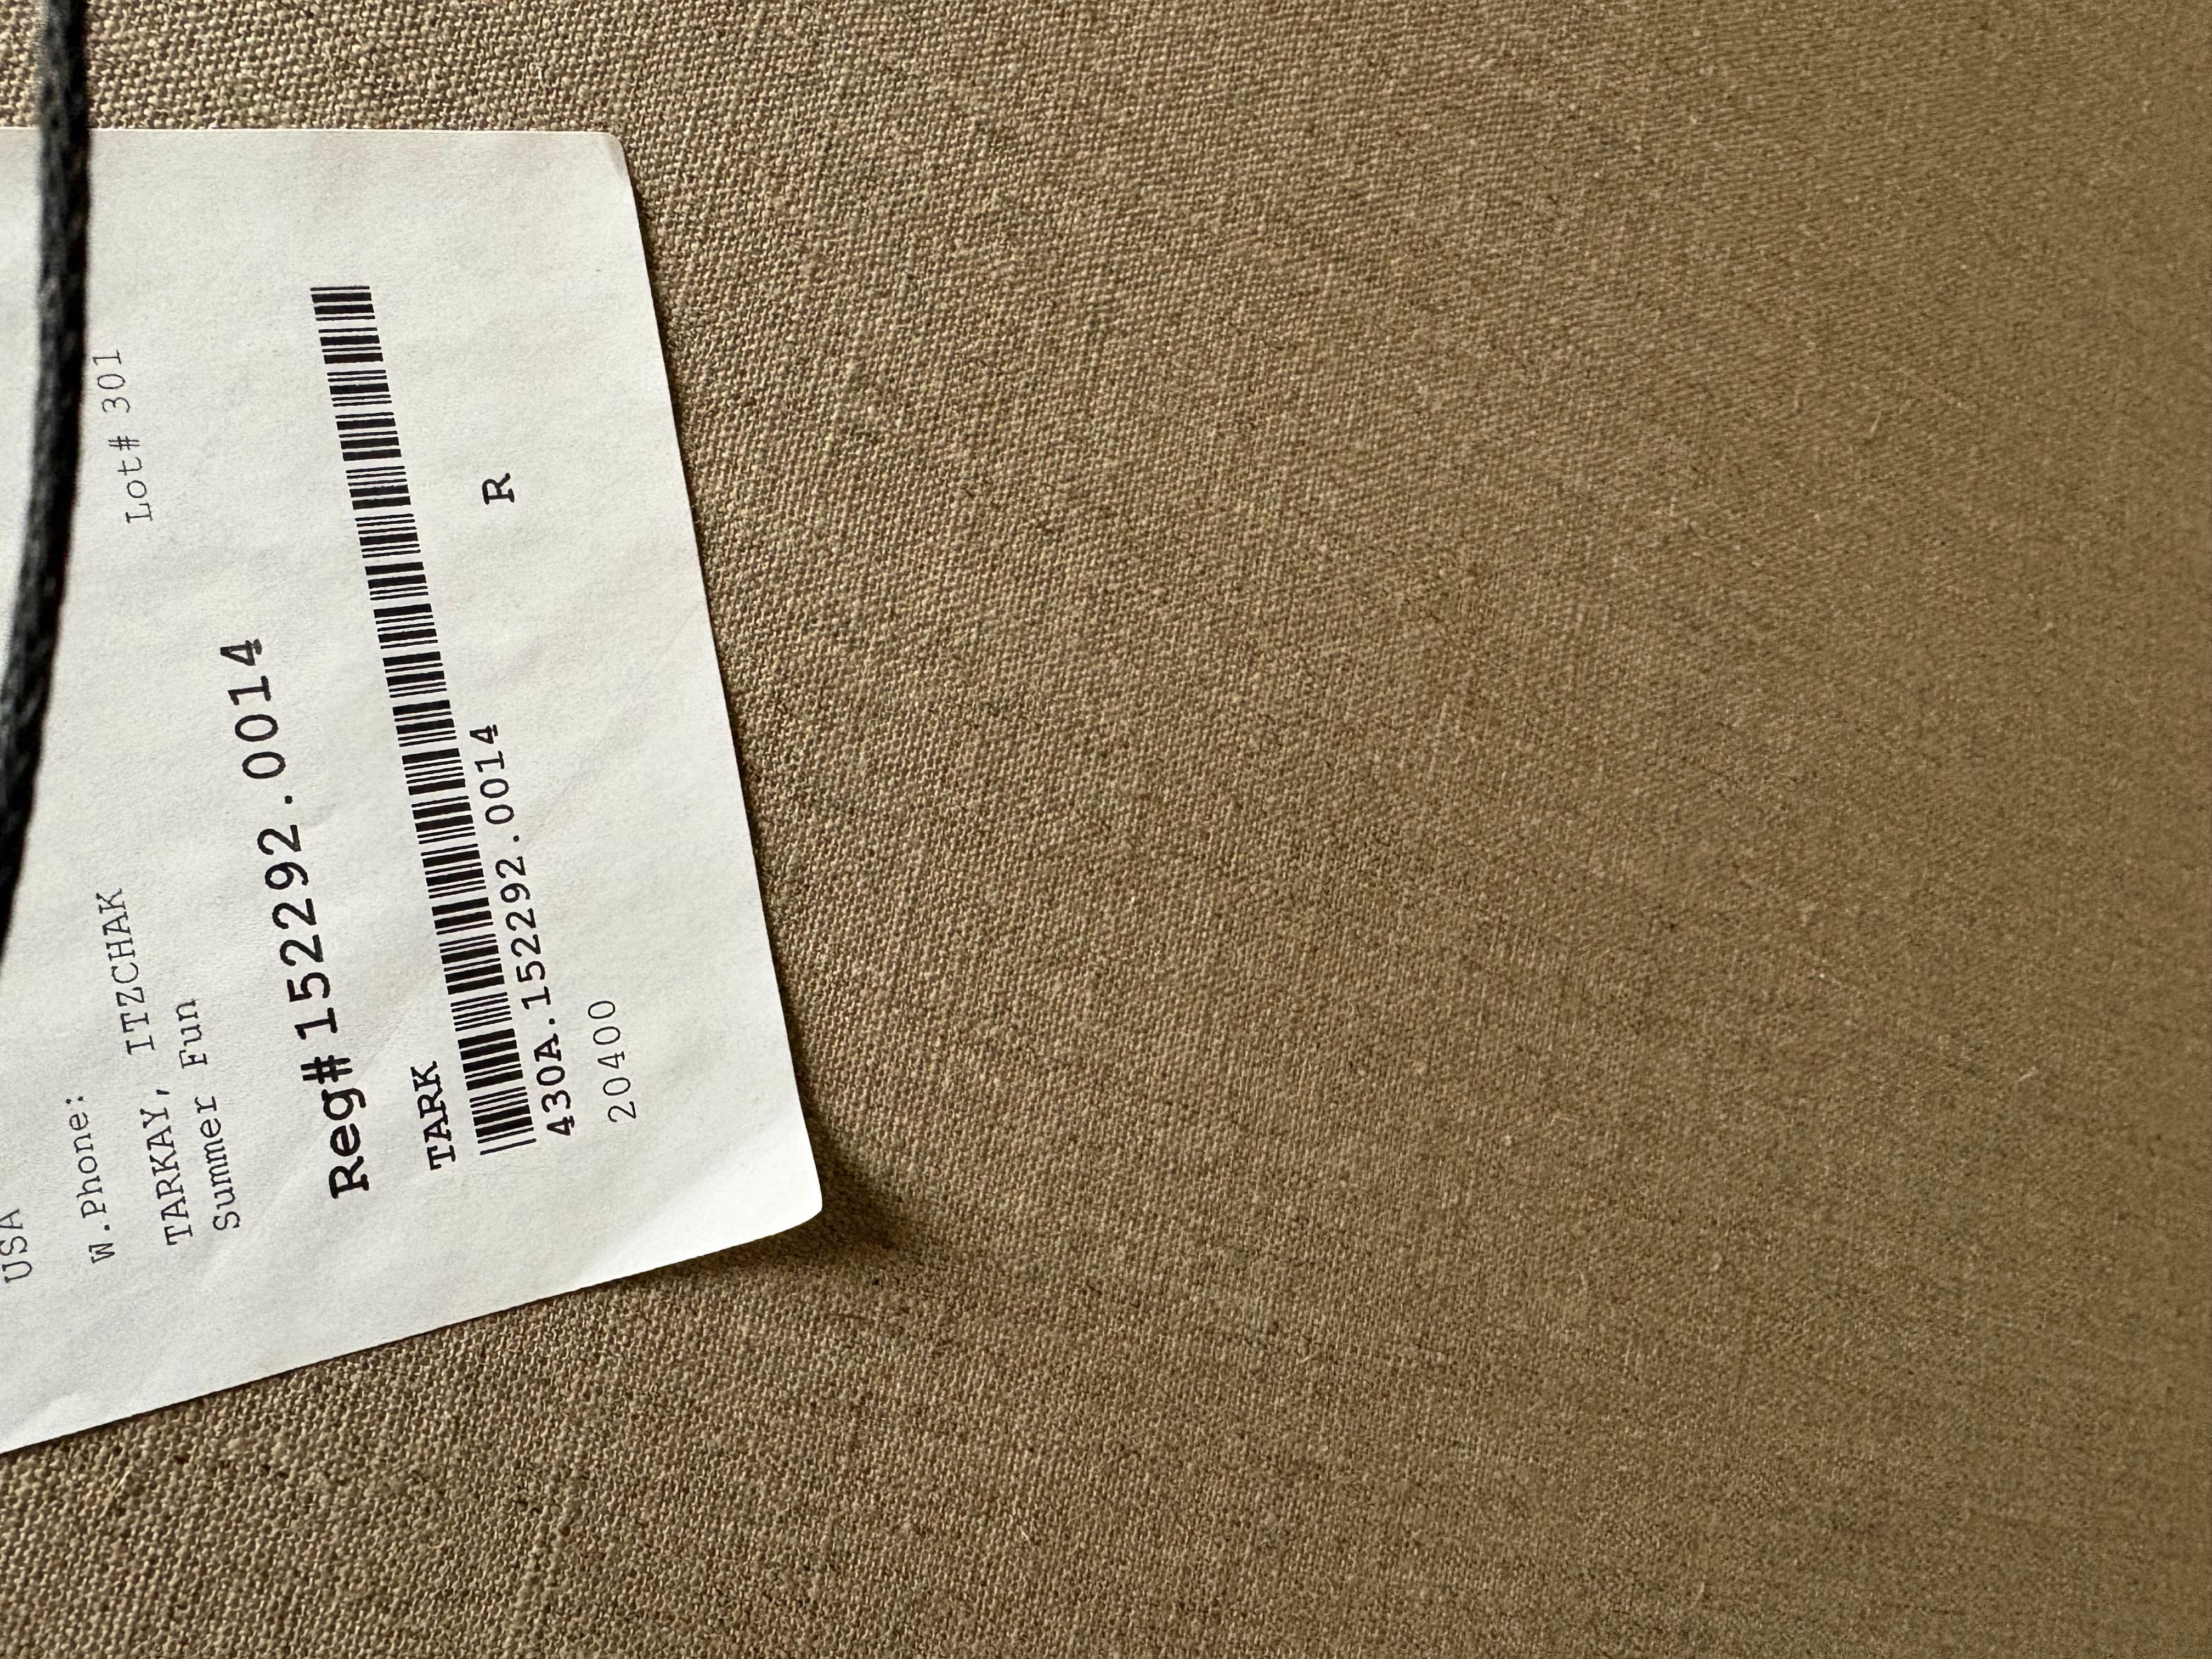 USA
W.Phone:
Lot# 301
TARKAY, ITZCHAK
Summer Fun
Reg#152292.0014
TARK
430A.152292.0014
R
20400